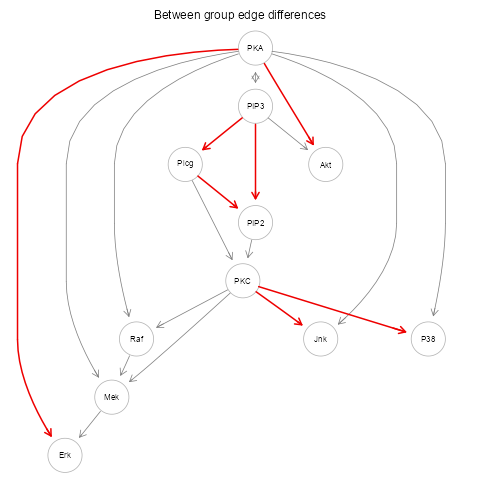 Between group edge differences
PKA
PIP3
Plcg
Akt
PIP2
PKC
Raf
Jnk
P38
Mek
Erk